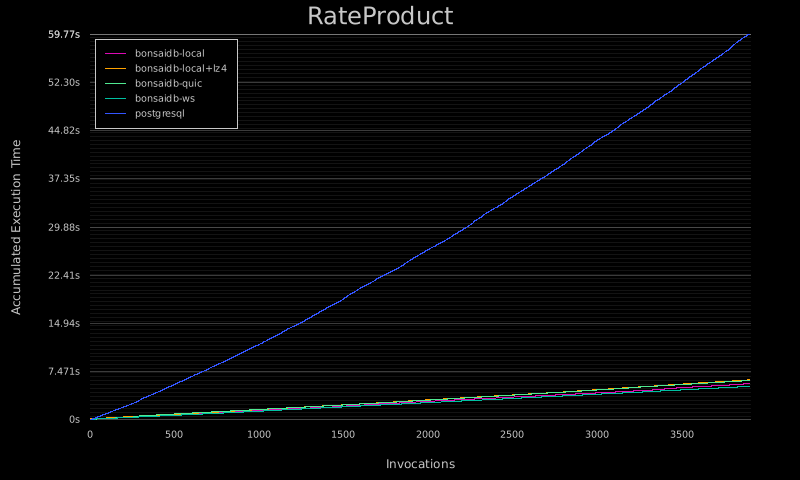 RateProduct
59.77s
52.30s
44.82s
37.35s
29.88s
22.41s
14.94s
7.471s
0s
Accumulated Execution Time
bonsaidb-local
bonsaidb-local+lz4
bonsaidb-quic
bonsaidb-ws
postgresql
0 500 1000 1500 2000 2500 3000 3500
Invocations